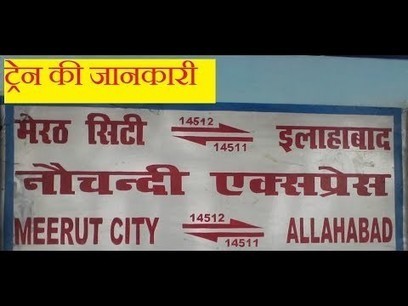 ट्रेन की जानकारी
14512
मेरठ सिटी इलाहाबाद
14511
नौचन्दी एक्सप्रेस
14512
MEERUT CITY ALLAHABAD
14511